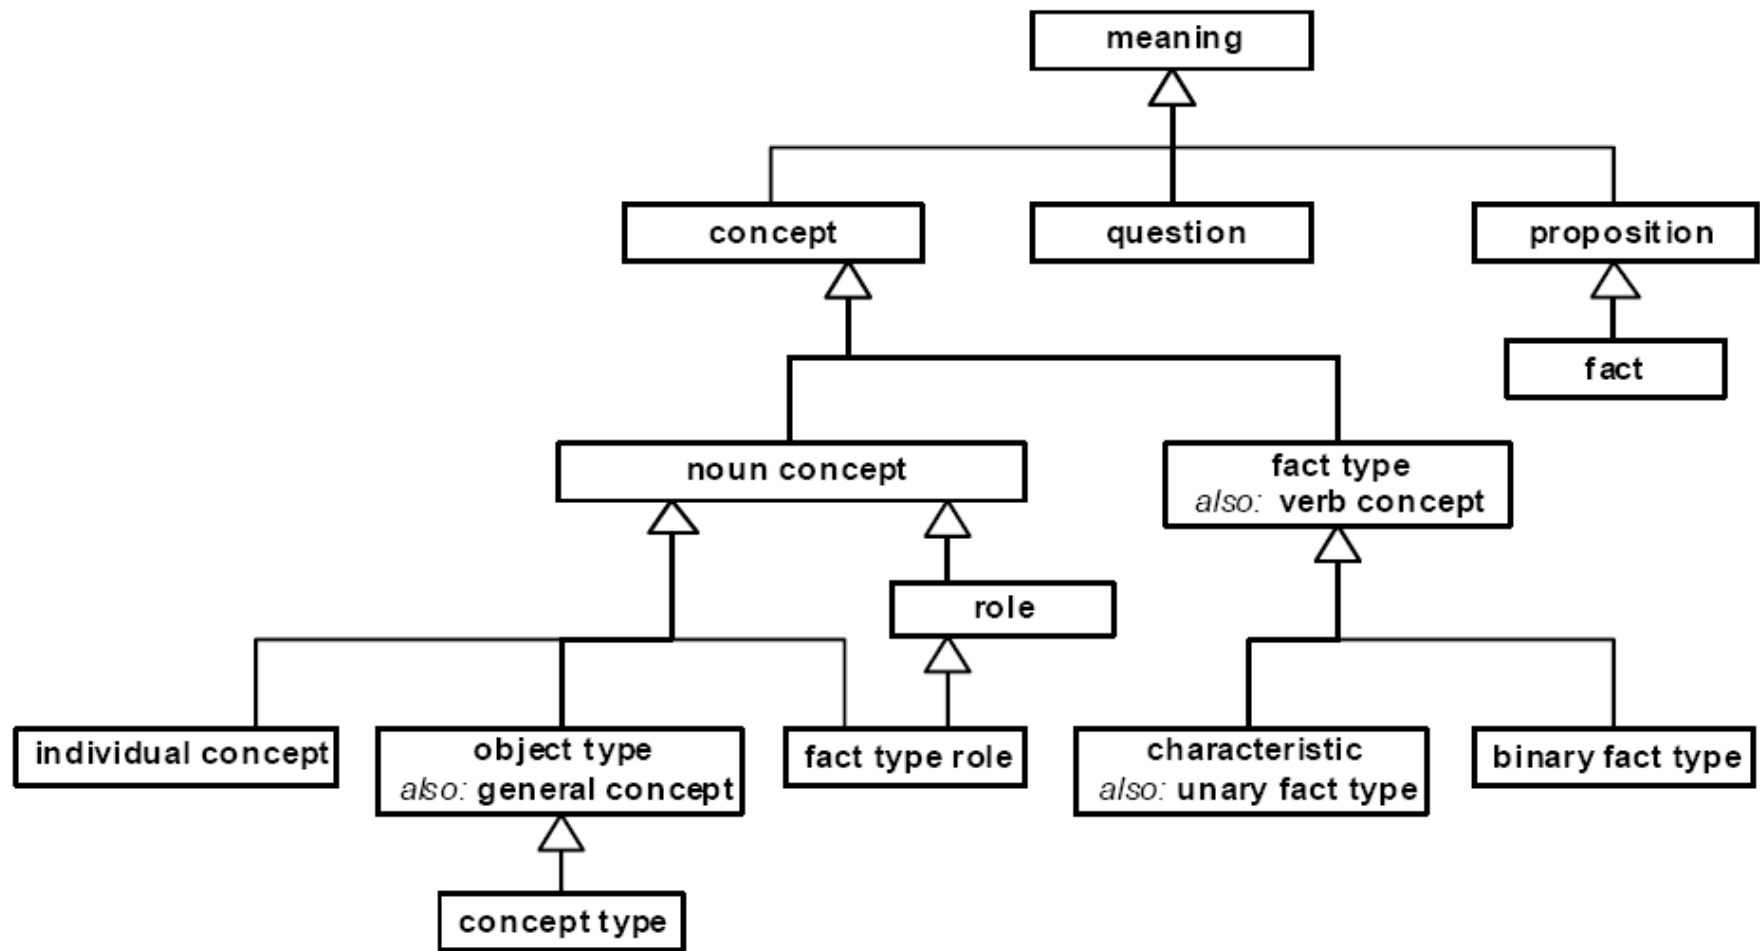 meaning
concept
question
proposition
fact
noun concept
fact type
also: verb concept
role
individual concept
object type
also: general concept
fact type role
characteristic
also: unary fact type
binary fact type
concept type